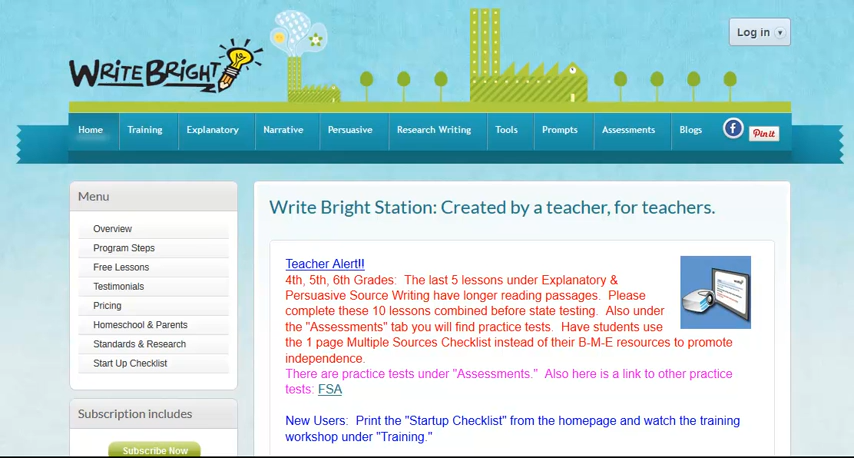 Log in
WRITEBRIGHT
Home
Training
Explanatory
Narrative
Persuasive
Research Writing
Tools
Prompts
Assessments
Blogs
f
Pin it
Menu
Overview
Program Steps
Free Lessons
Testimonials
Pricing
Homeschool & Parents
Standards & Research
Start Up Checklist
Subscription includes
Subscribe Now
Write Bright Station: Created by a teacher, for teachers.
Teacher Alert!!
4th, 5th, 6th Grades:  The last 5 lessons under Explanatory &
Persuasive Source Writing have longer reading passages.  Please
complete these 10 lessons combined before state testing.  Also under
the "Assessments" tab you will find practice tests.  Have students use
the 1 page Multiple Sources Checklist instead of their B-M-E resources to promote
independence.
There are practice tests under "Assessments."  Also here is a link to other practice
tests: FSA
New Users:  Print the "Startup Checklist" from the homepage and watch the training
workshop under "Training."